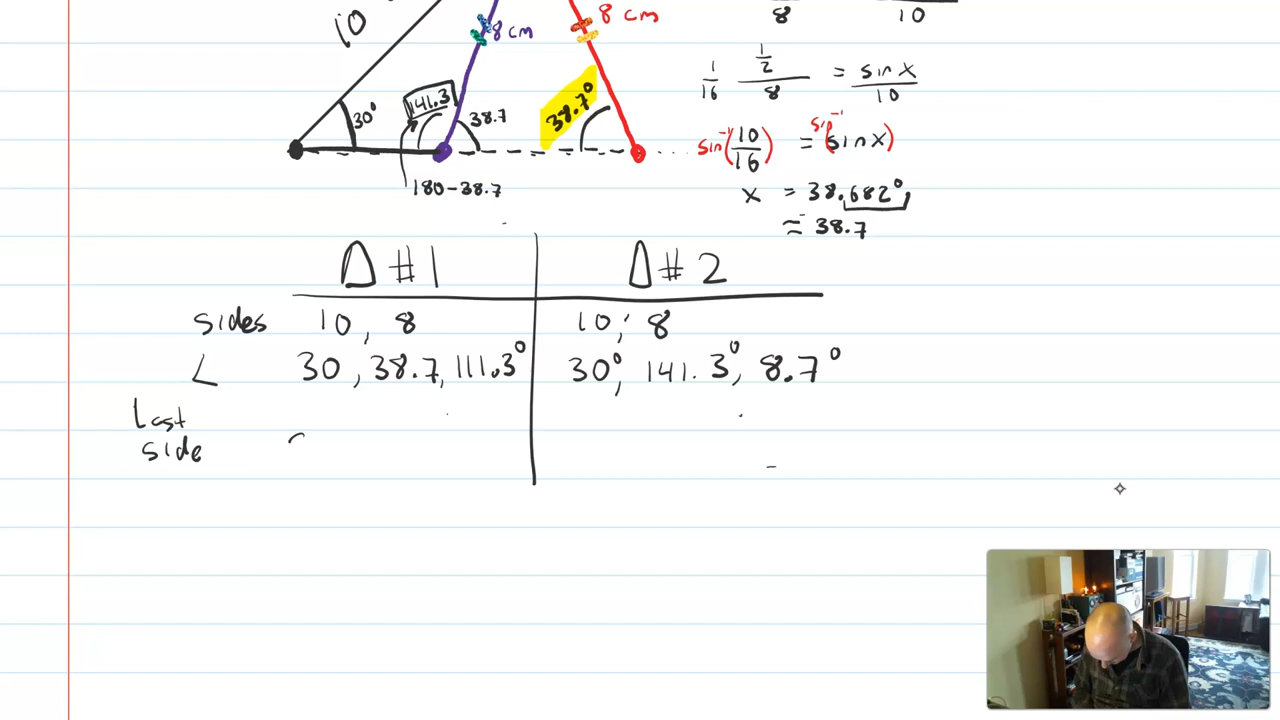 10
8 cm
8 cm
8
10
1/16 (1/2)/8 = sin x/10
30°
141.3
38.7
38.7°
sin⁻¹(10/16) = sin⁻¹(sin x)
180-38.7
x = 38.682°
≈ 38.7
Δ #1 Δ #2
sides 10, 8 10, 8
∠ 30, 38.7, 111.3° 30°, 141.3°, 8.7°
Last
side